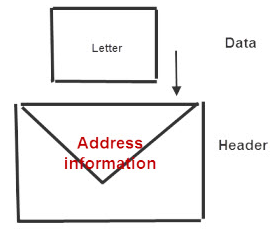 Letter
Data
Address
information
Header